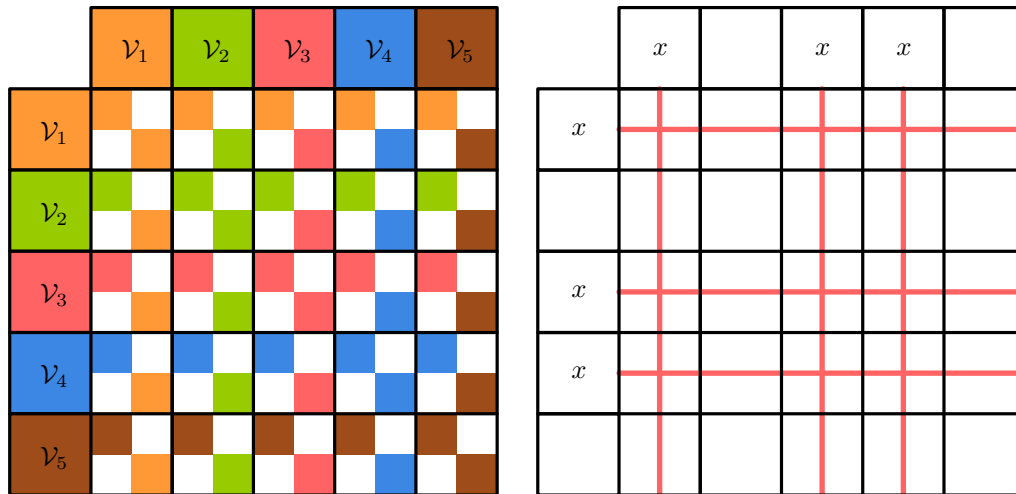 𝒱₁ 𝒱₂ 𝒱₃ 𝒱₄ 𝒱₅ x x x
𝒱₁ x
𝒱₂
𝒱₃ x
𝒱₄ x
𝒱₅